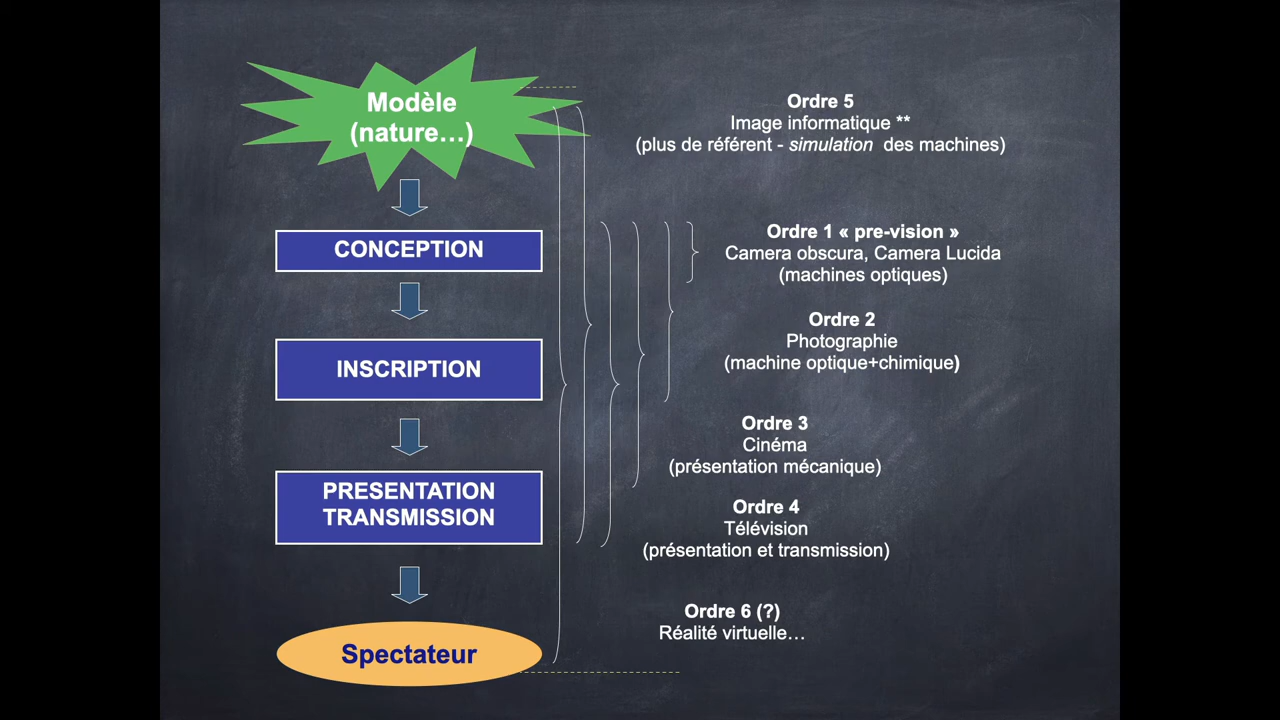 Modèle
(nature…)
CONCEPTION
INSCRIPTION
PRESENTATION
TRANSMISSION
Spectateur
Ordre 5
Image informatique **
(plus de référent - simulation des machines)
Ordre 1 « pre-vision »
Camera obscura, Camera Lucida
(machines optiques)
Ordre 2
Photographie
(machine optique+chimique)
Ordre 3
Cinéma
(présentation mécanique)
Ordre 4
Télévision
(présentation et transmission)
Ordre 6 (?)
Réalité virtuelle…